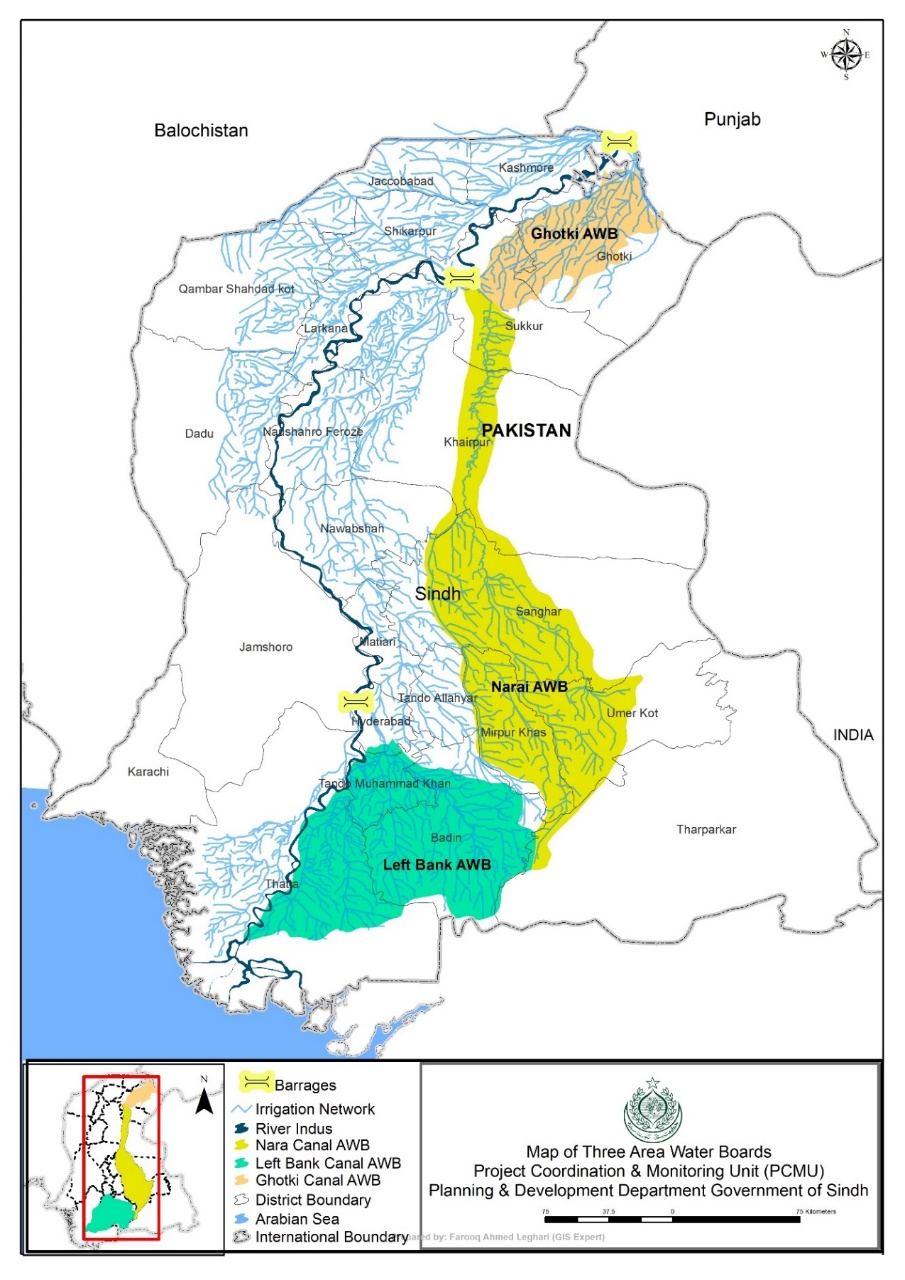 N
W E
S
Punjab
Balochistan
Kashmore
Jaccobabad
Shikarpur
Ghotki AWB
Ghotki
Qambar Shahdad kot
Larkana
Sukkur
Dadu
Naushahro Feroze
PAKISTAN
Khairpur
Nawabshah
Sindh
Sanghar
Matiari
Jamshoro
Narai AWB
Tando Allahyar
Umer Kot
Hyderabad
Mirpur Khas
INDIA
Karachi
Tando Muhammad Khan
Tharparkar
Badin
Left Bank AWB
Thatta
N
Barrages
Irrigation Network
River Indus
Nara Canal AWB
Left Bank Canal AWB
Ghotki Canal AWB
District Boundary
Arabian Sea
International Boundary
Map of Three Area Water Boards
Project Coordination & Monitoring Unit (PCMU)
Planning & Development Department Government of Sindh
75 37.5 0 75 Kilometers
by: Farooq Ahmed Leghari (GIS Expert)